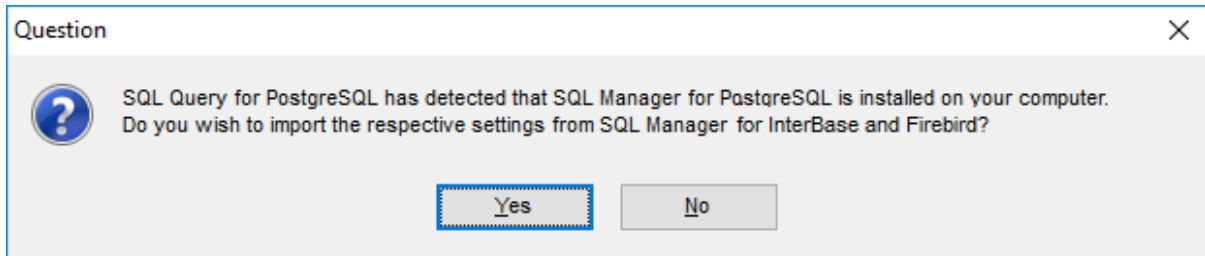 Question
SQL Query for PostgreSQL has detected that SQL Manager for PostgreSQL is installed on your computer.
Do you wish to import the respective settings from SQL Manager for InterBase and Firebird?
Yes
No